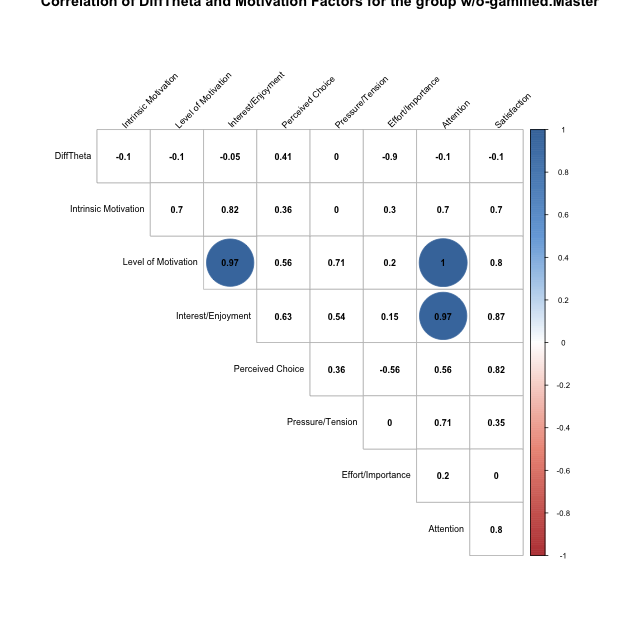 Correlation of DiffTheta and Motivation Factors for the group w/o-gamified.Master
Intrinsic Motivation
Level of Motivation
Interest/Enjoyment
Perceived Choice
Pressure/Tension
Effort/Importance
Attention
Satisfaction
DiffTheta -0.1 -0.1 -0.05 0.41 0 -0.9 -0.1 -0.1
Intrinsic Motivation 0.7 0.82 0.36 0 0.3 0.7 0.7
Level of Motivation 0.97 0.56 0.71 0.2 1 0.8
Interest/Enjoyment 0.63 0.54 0.15 0.97 0.87
Perceived Choice 0.36 -0.56 0.56 0.82
Pressure/Tension 0 0.71 0.35
Effort/Importance 0.2 0
Attention 0.8
1
0.8
0.6
0.4
0.2
0
-0.2
-0.4
-0.6
-0.8
-1